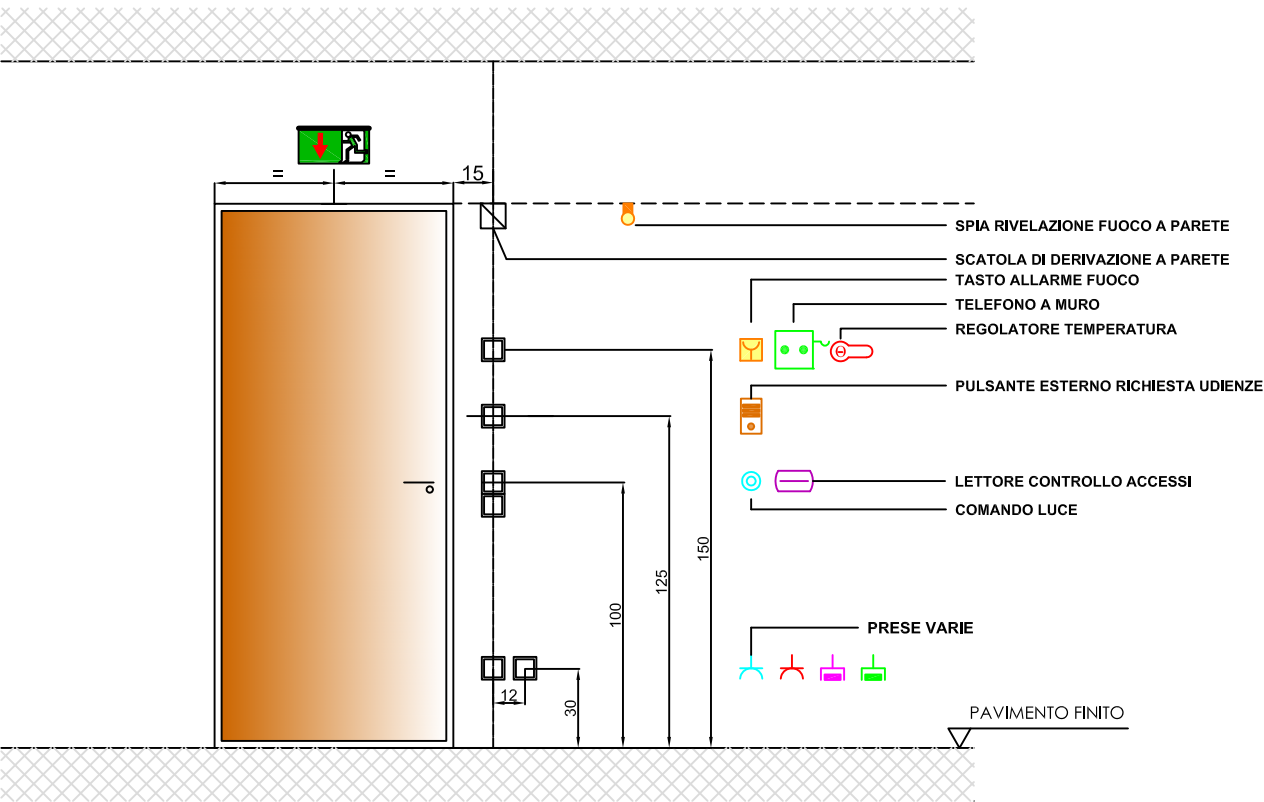 = = 15
SPIA RIVELAZIONE FUOCO A PARETE
SCATOLA DI DERIVAZIONE A PARETE
TASTO ALLARME FUOCO
TELEFONO A MURO
REGOLATORE TEMPERATURA
PULSANTE ESTERNO RICHIESTA UDIENZE
LETTORE CONTROLLO ACCESSI
COMANDO LUCE
150
125
100
PRESE VARIE
12
30
PAVIMENTO FINITO